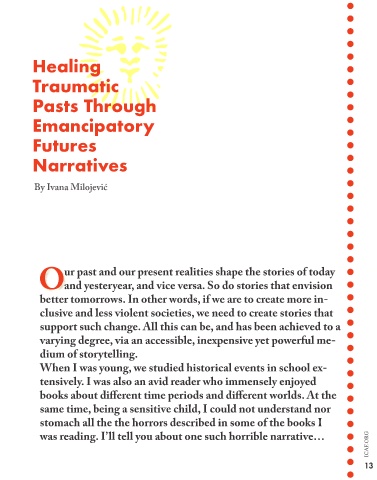 Healing
Traumatic
Pasts Through
Emancipatory
Futures
Narratives
By Ivana Milojević
Our past and our present realities shape the stories of today
and yesteryear, and vice versa. So do stories that envision
better tomorrows. In other words, if we are to create more in-
clusive and less violent societies, we need to create stories that
support such change. All this can be, and has been achieved to a
varying degree, via an accessible, inexpensive yet powerful me-
dium of storytelling.
When I was young, we studied historical events in school ex-
tensively. I was also an avid reader who immensely enjoyed
books about different time periods and different worlds. At the
same time, being a sensitive child, I could not understand nor
stomach all the the horrors described in some of the books I
was reading. I'll tell you about one such horrible narrative…
ICAF.ORG
13